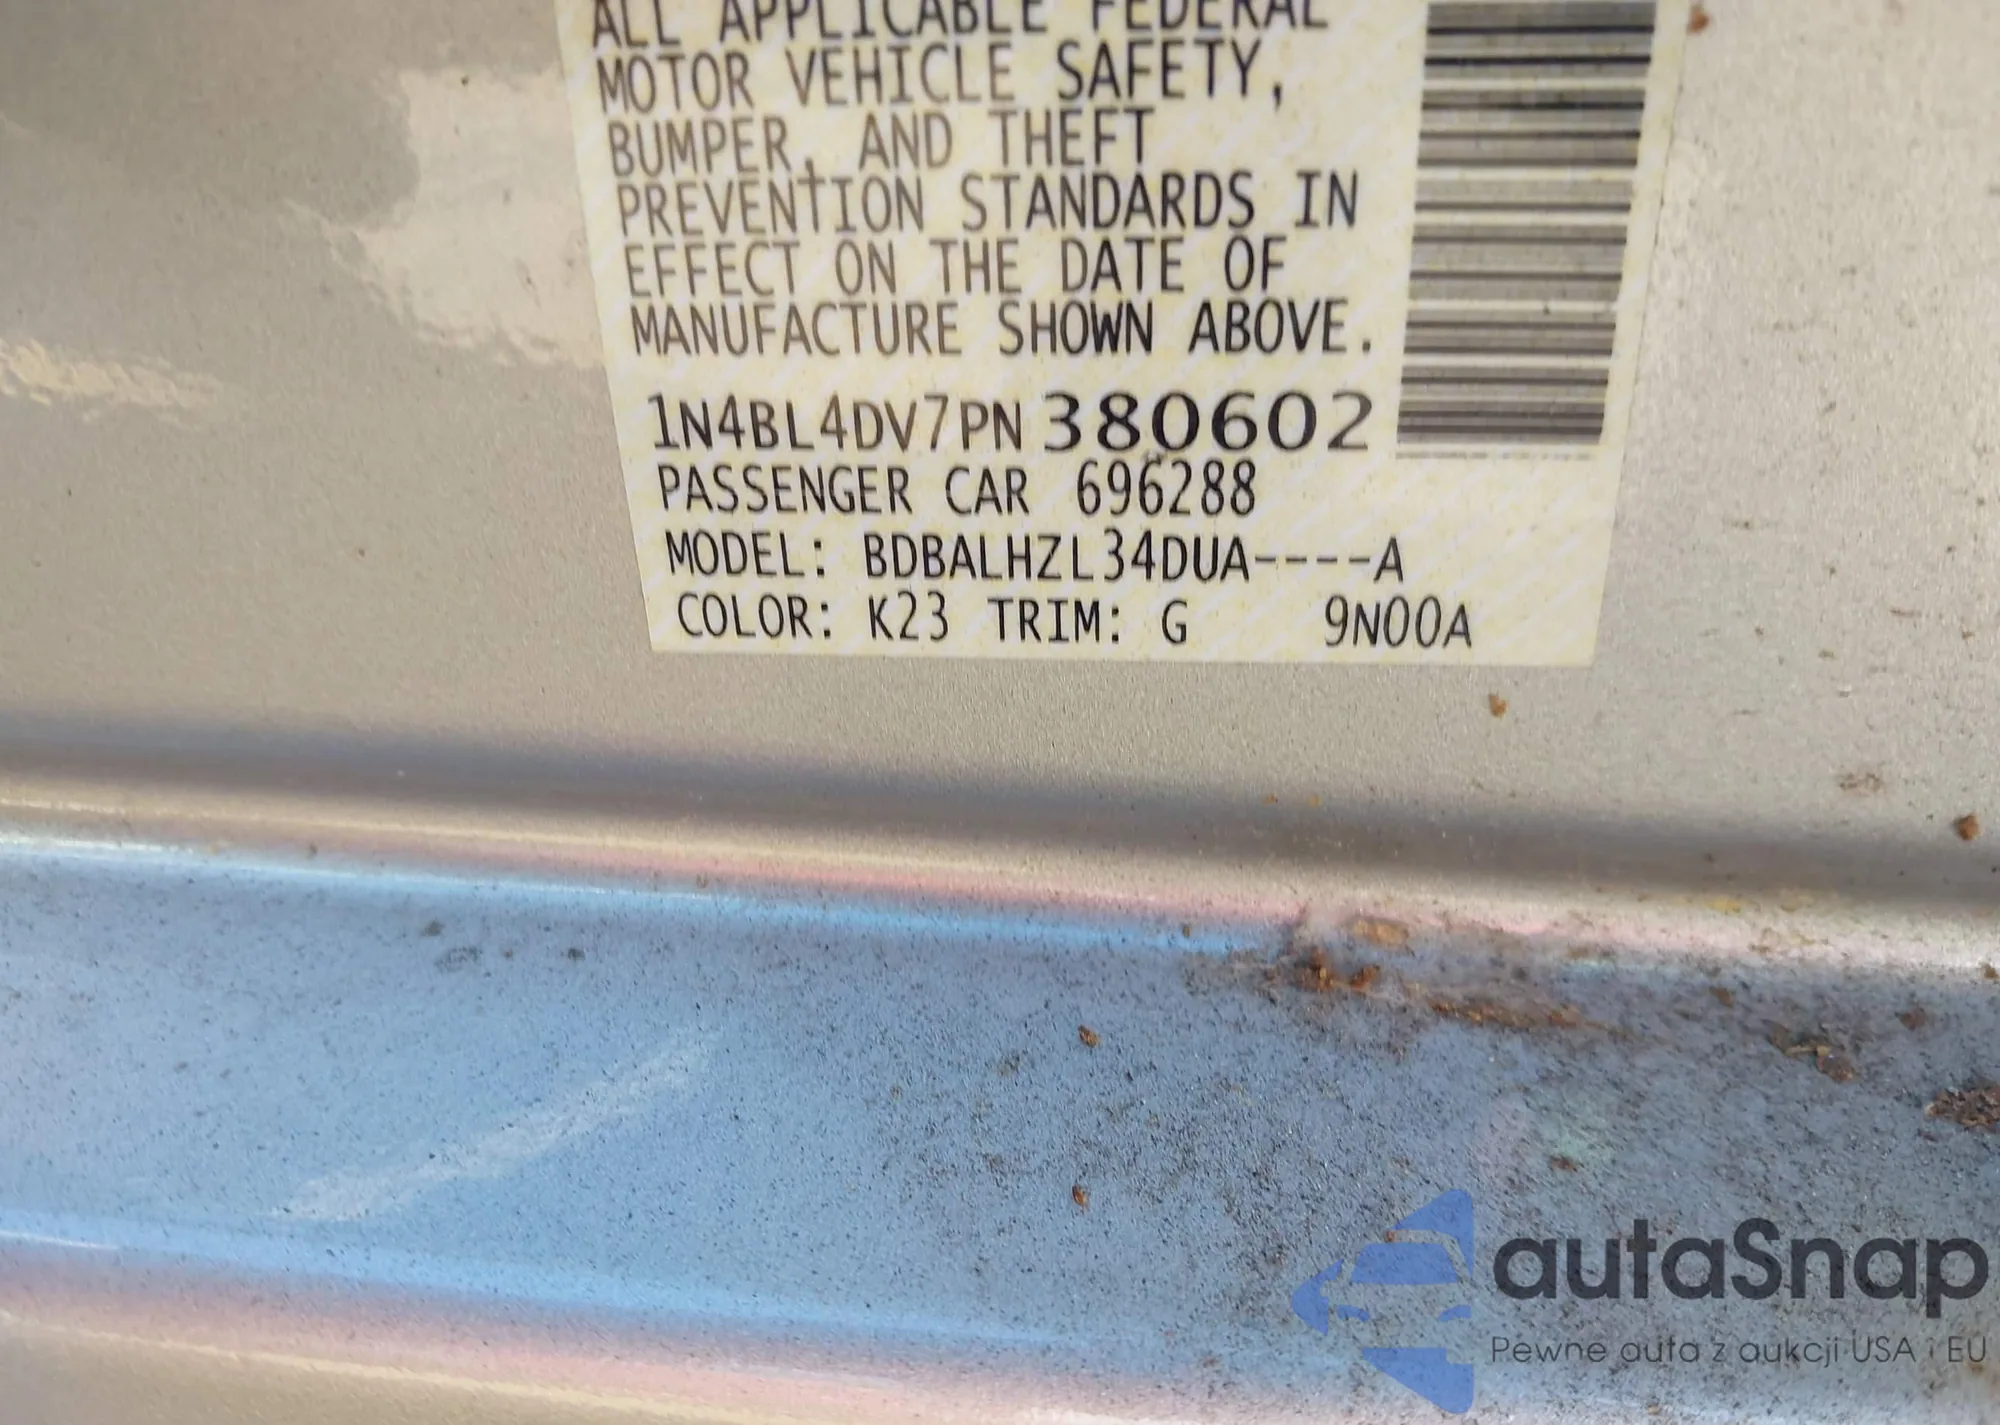 ALL APPLICABLE FEDERAL
MOTOR VEHICLE SAFETY,
BUMPER, AND THEFT
PREVENTION STANDARDS IN
EFFECT ON THE DATE OF
MANUFACTURE SHOWN ABOVE.
1N4BL4DV7PN380602
PASSENGER CAR 696288
MODEL: BDBALHZL34DUA----A
COLOR: K23 TRIM: G 9N00A
autaSnap
Pewne auta z aukcji USA i EU